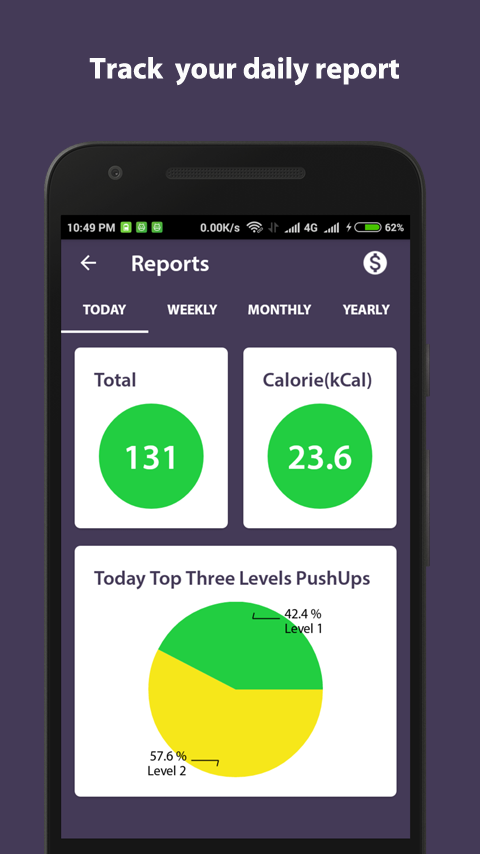 Track your daily report
10:49 PM 0.00K/s 4G 62%
Reports
TODAY WEEKLY MONTHLY YEARLY
Total Calorie(kCal)
131 23.6
Today Top Three Levels PushUps
42.4 %
Level 1
57.6 %
Level 2